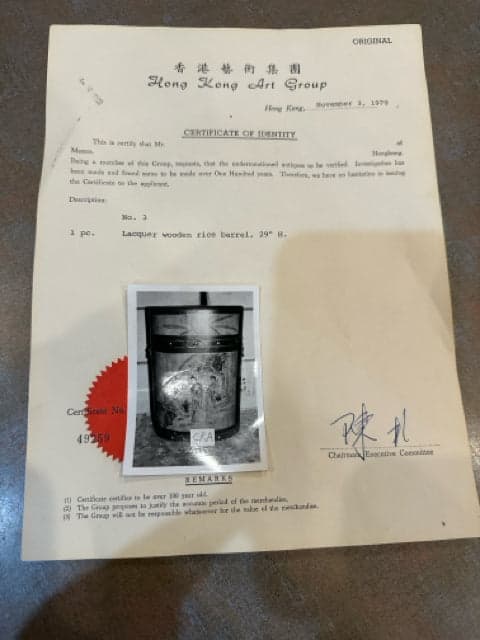 ORIGINAL
香港藝術集團
Hong Kong Art Group
Hong Kong, November 3, 1979
CERTIFICATE OF IDENTITY
This is certify that Mr. of
Messrs. Hongkong.
Being a member of this Group, requests, that the undermentioned antiques to be verified. Investigation has
been made and found same to be made over One Hundred years. Therefore, we have no hesitation in issuing
the Certificate to the applicant.
Description:
No. 3
1 pc. Lacquer wooden rice barrel, 29" H.
Certificate No.
49259
Chairman Executive Committee
REMARKS
(1) Certificate certifies to be over 100 year old.
(2) The Group proposes to justify the accurate period of the merchandise.
(3) The Group will not be responsible whatsoever for the value of the merchandise.